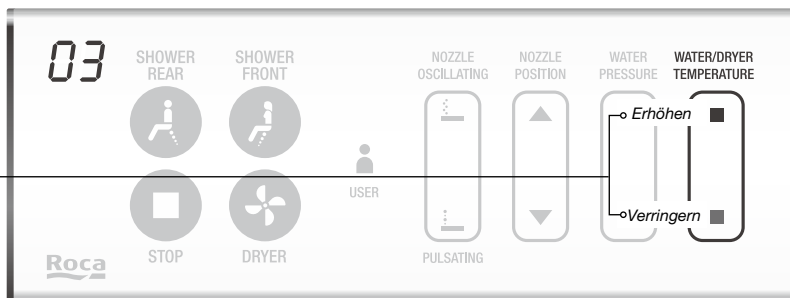 03
SHOWER
REAR
SHOWER
FRONT
NOZZLE
OSCILLATING
NOZZLE
POSITION
WATER
PRESSURE
WATER/DRYER
TEMPERATURE
Erhöhen
USER
Verringern
STOP
DRYER
PULSATING
Roca